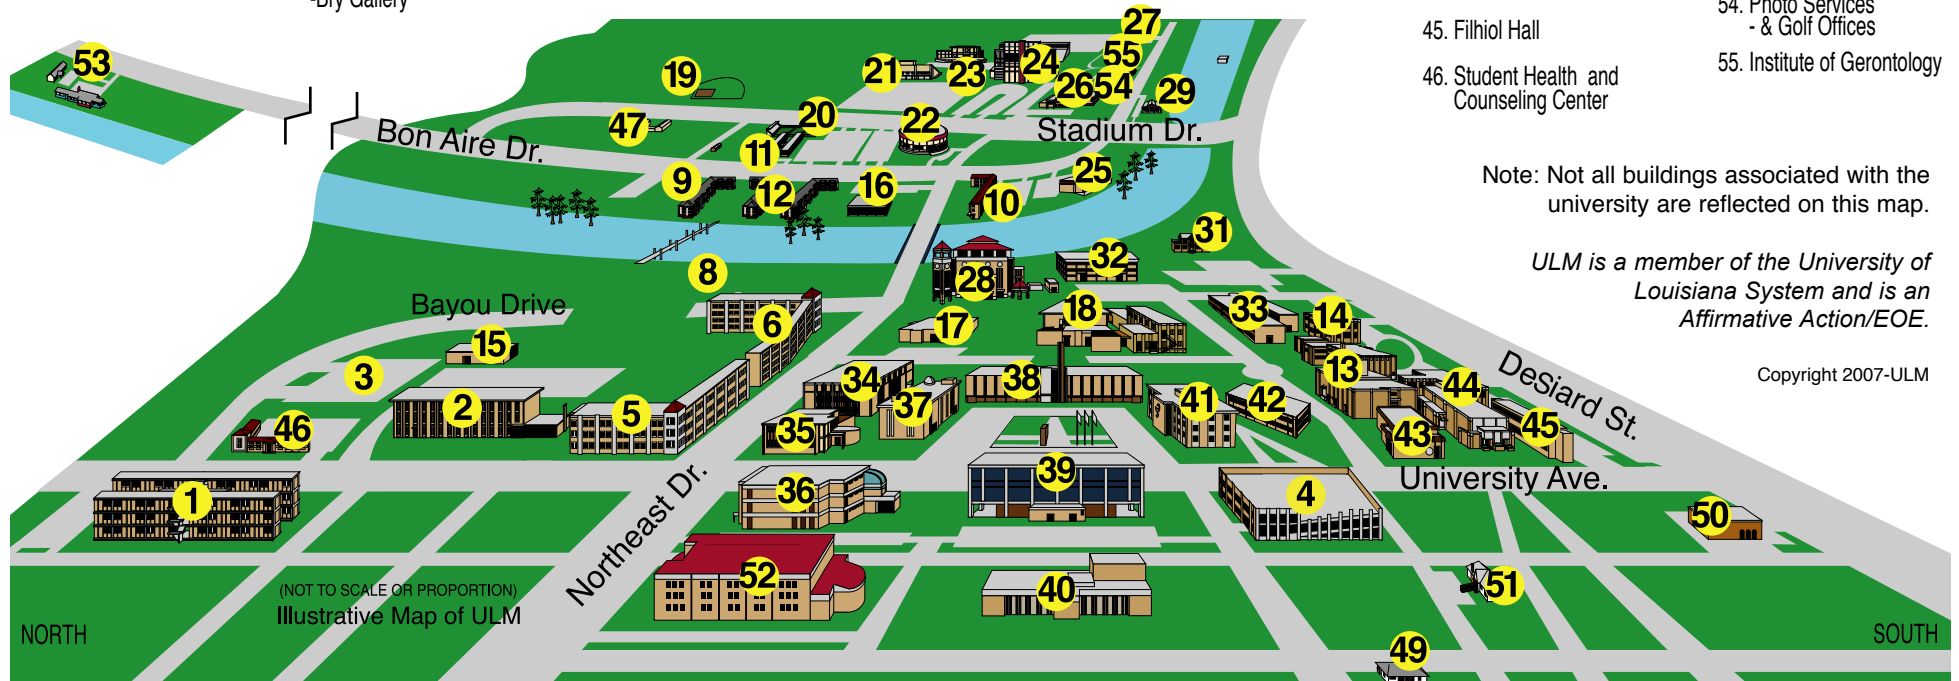 -Bry Gallery
54. Photo Services
- & Golf Offices
45. Filhiol Hall
55. Institute of Gerontology
46. Student Health and
Counseling Center
Note: Not all buildings associated with the
university are reflected on this map.
ULM is a member of the University of
Louisiana System and is an
Affirmative Action/EOE.
Copyright 2007-ULM
27
53
55
21
23
24
19
26
54
29
20
22
47
Bon Aire Dr.
Stadium Dr.
11
9
12
16
25
10
31
32
8
28
Bayou Drive
6
17
18
33
14
15
3
34
38
13
DeSiard St.
2
5
37
41
42
44
46
35
43
45
39
University Ave.
1
36
4
50
Northeast Dr.
52
40
51
(NOT TO SCALE OR PROPORTION)
Illustrative Map of ULM
NORTH
SOUTH
49